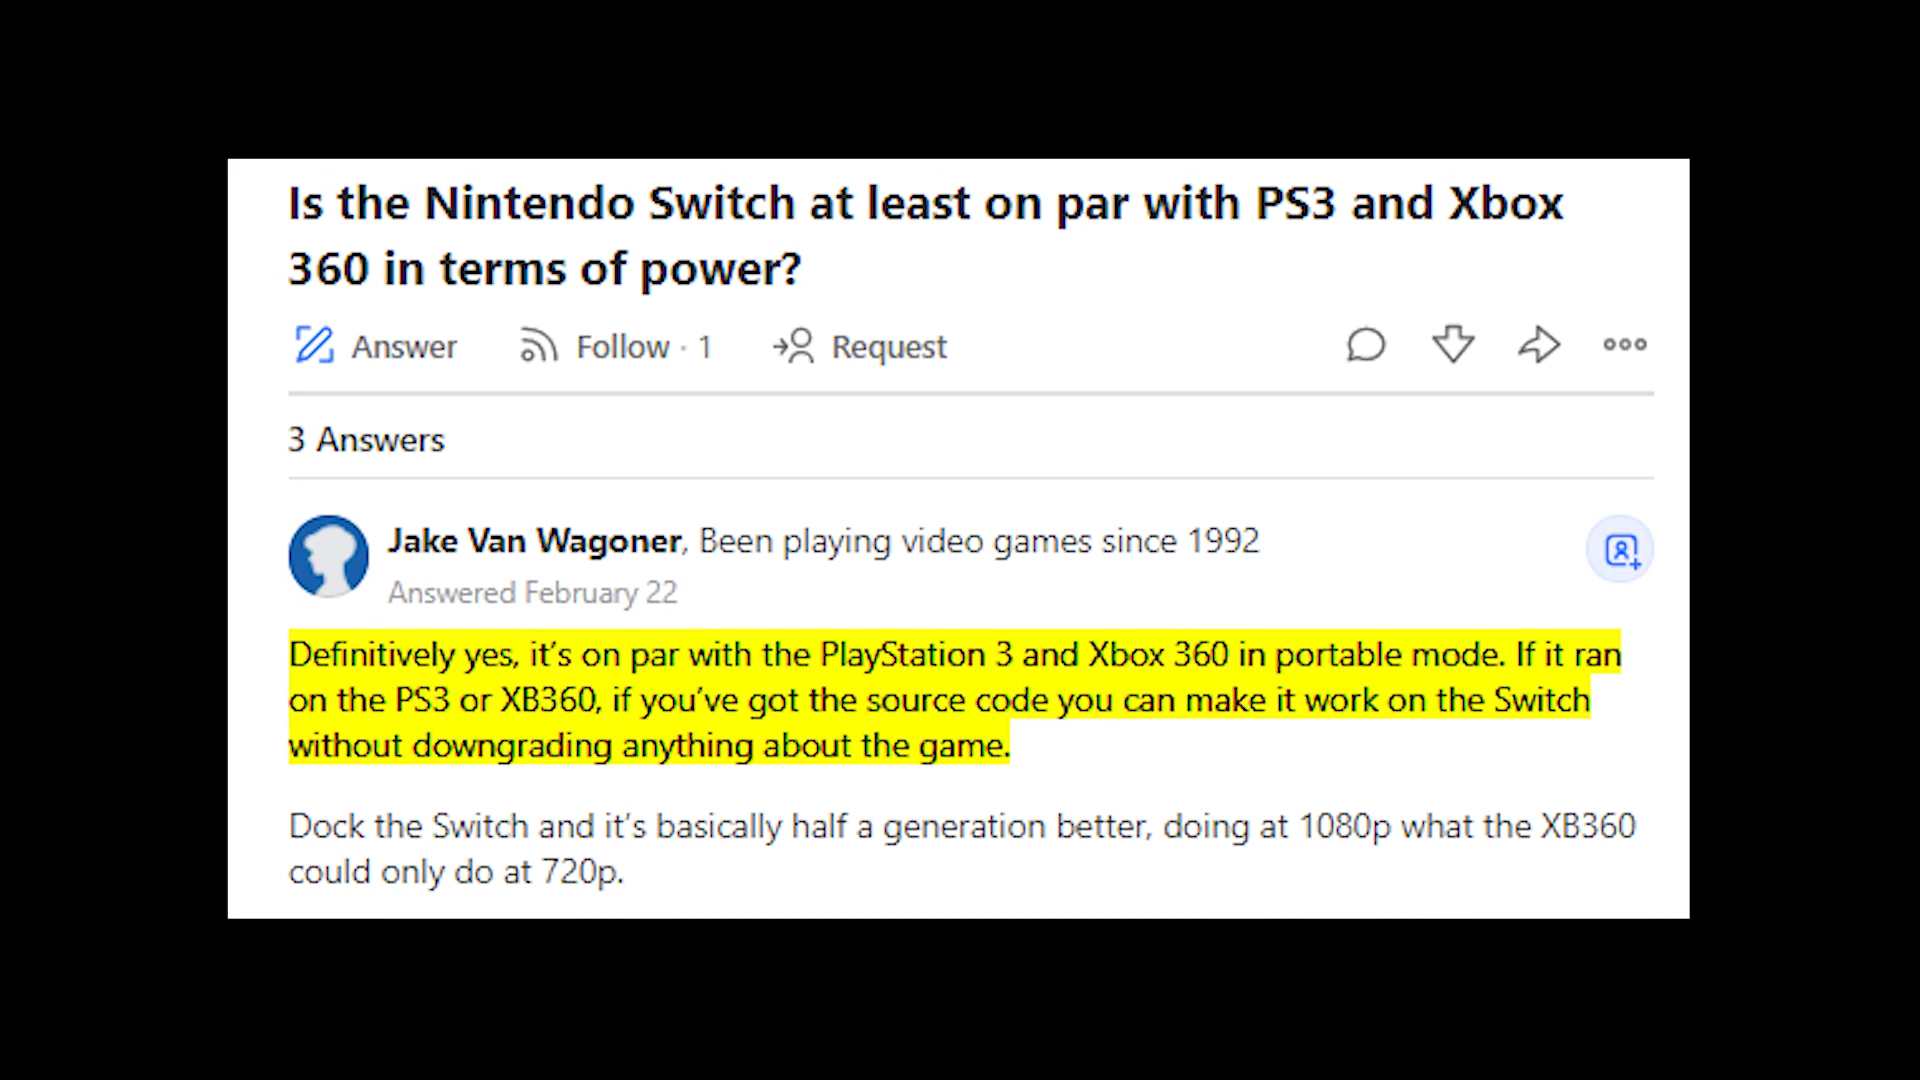 Is the Nintendo Switch at least on par with PS3 and Xbox
360 in terms of power?
Answer Follow · 1 Request
3 Answers
Jake Van Wagoner, Been playing video games since 1992
Answered February 22
Definitively yes, it’s on par with the PlayStation 3 and Xbox 360 in portable mode. If it ran
on the PS3 or XB360, if you’ve got the source code you can make it work on the Switch
without downgrading anything about the game.
Dock the Switch and it’s basically half a generation better, doing at 1080p what the XB360
could only do at 720p.